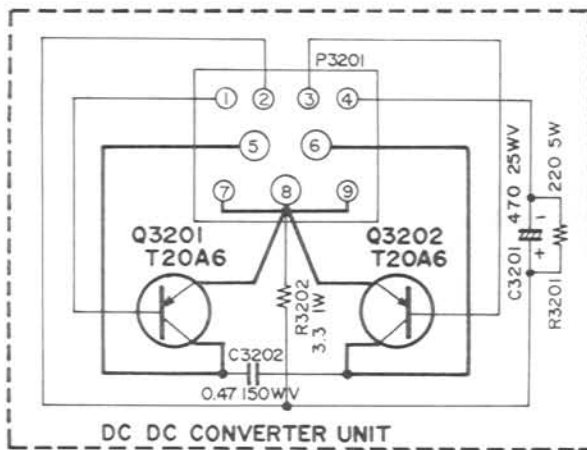 P3201
1 2 3 4
5 6
7 8 9
Q3201
T20A6
Q3202
T20A6
R3202
3.3 1W
C3202
0.47 150WV
C3201 470 25WV
220 5W
R3201
− +
DC DC CONVERTER UNIT